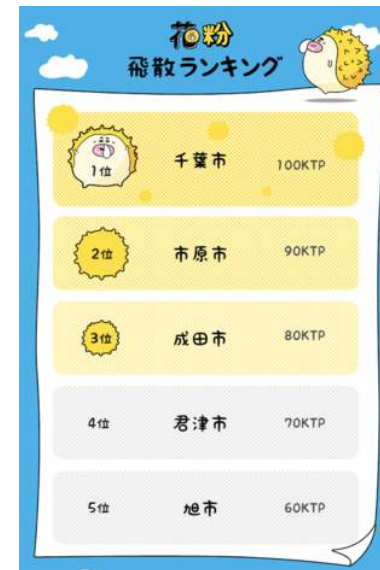 花粉
飛散ランキング
1位 千葉市 100KTP
2位 市原市 90KTP
3位 成田市 80KTP
4位 君津市 70KTP
5位 旭市 60KTP